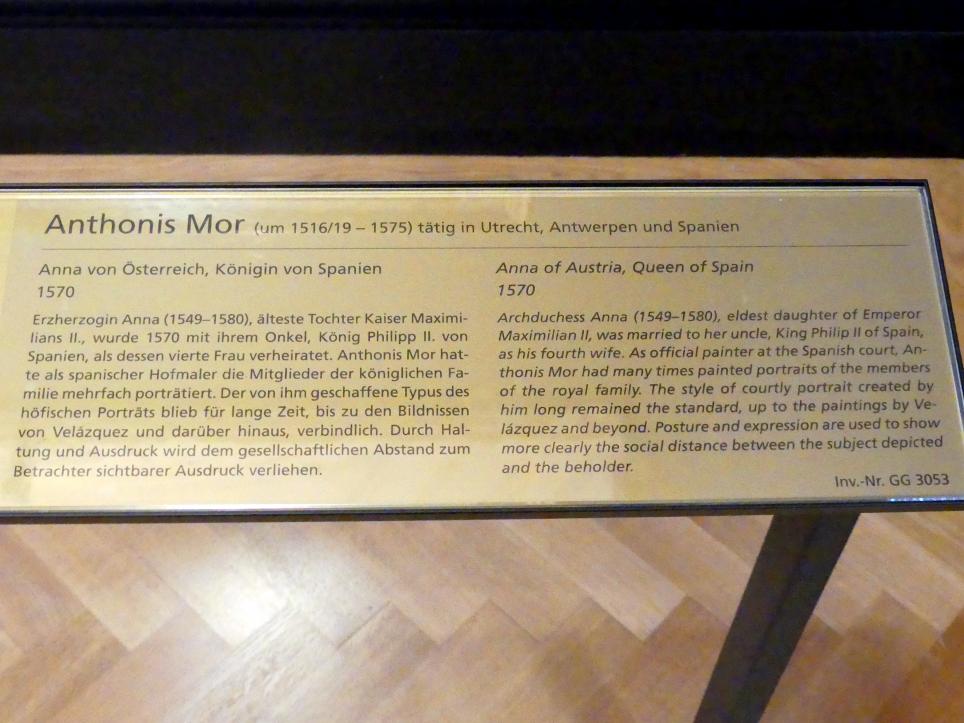 Anthonis Mor (um 1516/19 – 1575) tätig in Utrecht, Antwerpen und Spanien
Anna von Österreich, Königin von Spanien
1570
Erzherzogin Anna (1549–1580), älteste Tochter Kaiser Maximi-
lians II., wurde 1570 mit ihrem Onkel, König Philipp II. von
Spanien, als dessen vierte Frau verheiratet. Anthonis Mor hat-
te als spanischer Hofmaler die Mitglieder der königlichen Fa-
milie mehrfach porträtiert. Der von ihm geschaffene Typus des
höfischen Porträts blieb für lange Zeit, bis zu den Bildnissen
von Velázquez und darüber hinaus, verbindlich. Durch Hal-
tung und Ausdruck wird dem gesellschaftlichen Abstand zum
Betrachter sichtbarer Ausdruck verliehen.
Anna of Austria, Queen of Spain
1570
Archduchess Anna (1549–1580), eldest daughter of Emperor
Maximilian II, was married to her uncle, King Philip II of Spain,
as his fourth wife. As official painter at the Spanish court, An-
thonis Mor had many times painted portraits of the members
of the royal family. The style of courtly portrait created by
him long remained the standard, up to the paintings by Ve-
lázquez and beyond. Posture and expression are used to show
more clearly the social distance between the subject depicted
and the beholder.
Inv.-Nr. GG 3053